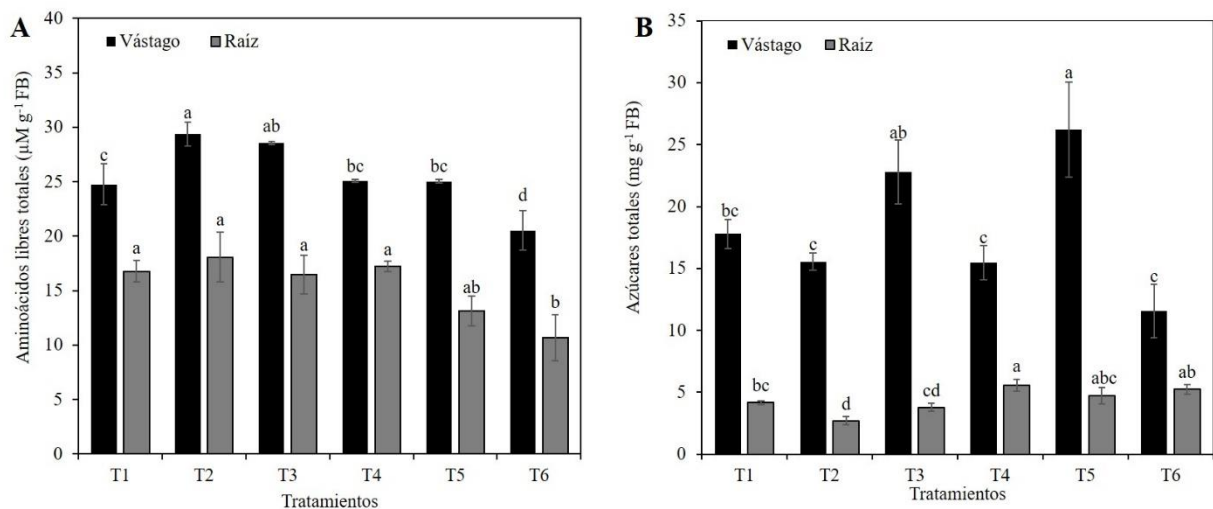 A
Aminoácidos libres totales (µM g⁻¹ FB)
40
35
30
25
20
15
10
5
0
Vástago Raíz
c a a a ab a bc a bc ab d b
T1 T2 T3 T4 T5 T6
Tratamientos
B
Azúcares totales (mg g⁻¹ FB)
35
30
25
20
15
10
5
0
Vástago Raíz
bc bc c d ab cd c a a abc c ab
T1 T2 T3 T4 T5 T6
Tratamientos